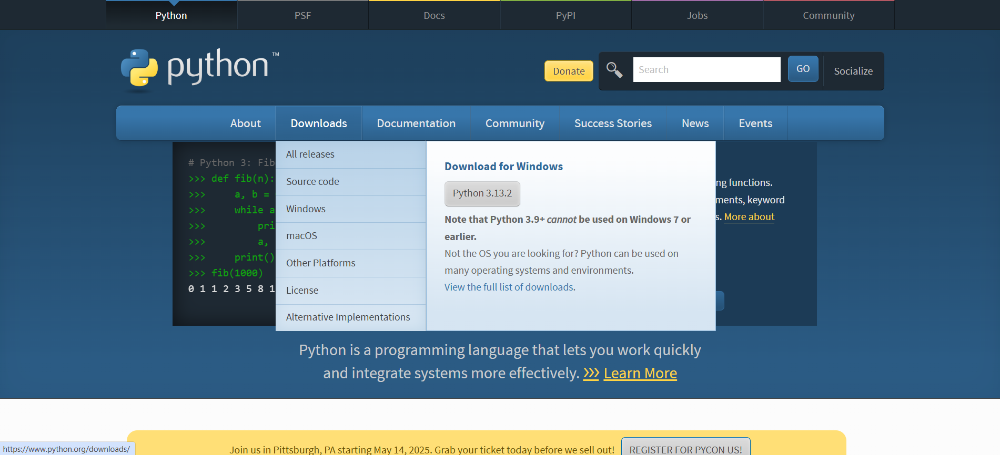 Python
PSF
Docs
PyPI
Jobs
Community
python™
Donate
Search
GO
Socialize
About
Downloads
Documentation
Community
Success Stories
News
Events
# Python 3: Fib
>>> def fib(n):
>>> a, b =
>>> while a
>>> pri
>>> a,
>>> print()
>>> fib(1000)
0 1 1 2 3 5 8 1
All releases
Source code
Windows
macOS
Other Platforms
License
Alternative Implementations
Download for Windows
Python 3.13.2
Note that Python 3.9+ cannot be used on Windows 7 or
earlier.
Not the OS you are looking for? Python can be used on
many operating systems and environments.
View the full list of downloads.
ng functions.
ments, keyword
s. More about
Python is a programming language that lets you work quickly
and integrate systems more effectively. >>> Learn More
Join us in Pittsburgh, PA starting May 14, 2025. Grab your ticket today before we sell out!
REGISTER FOR PYCON US!
https://www.python.org/downloads/